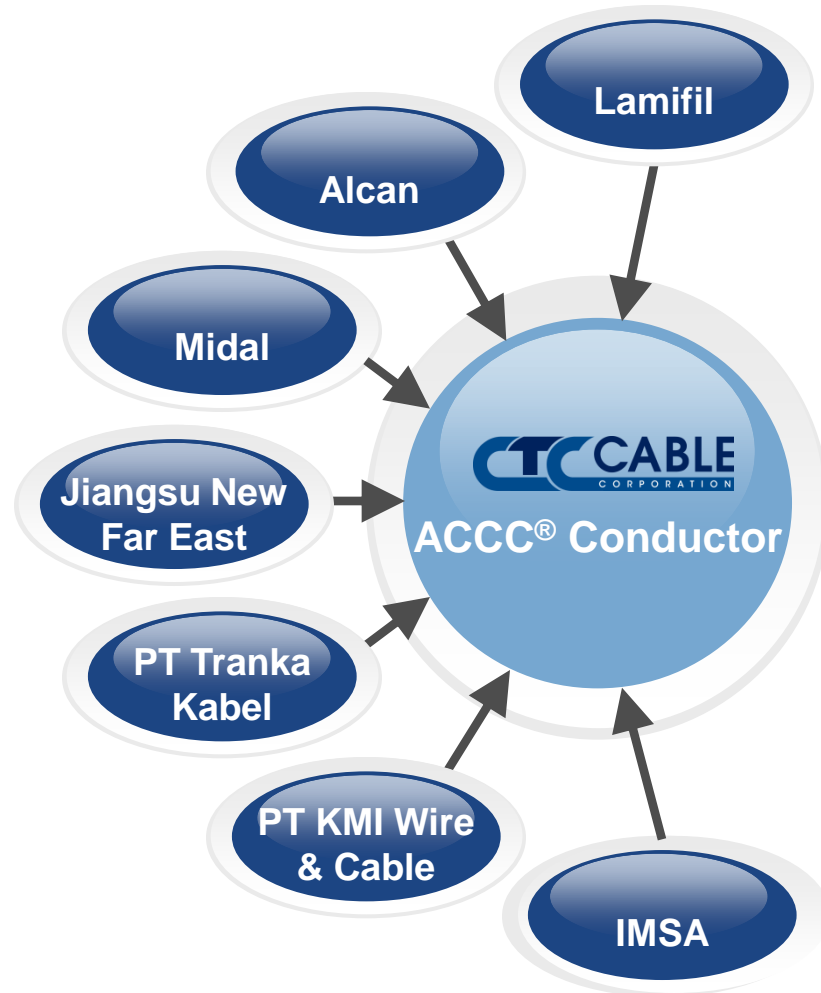 Lamifil
Alcan
Midal
Jiangsu New
Far East
PT Tranka
Kabel
PT KMI Wire
& Cable
IMSA
CTC CABLE
CORPORATION
ACCC® Conductor